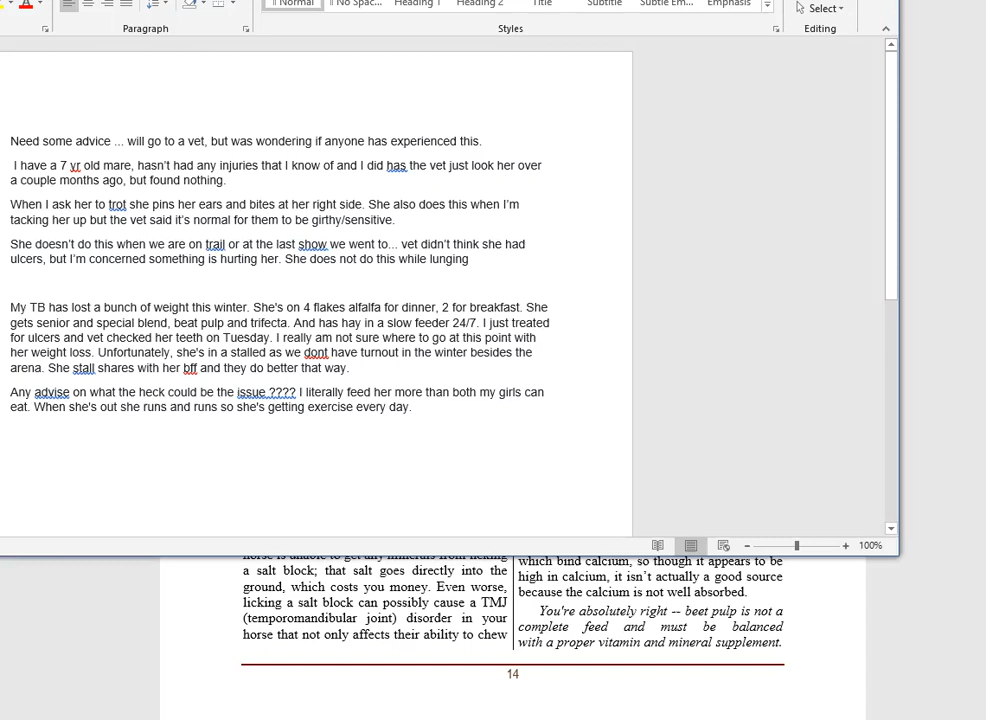 Normal
No Spac...
Heading 1
Heading 2
Title
Subtitle
Subtle Em...
Emphasis
Select
Paragraph
Styles
Editing
Need some advice ... will go to a vet, but was wondering if anyone has experienced this.
I have a 7 yr old mare, hasn't had any injuries that I know of and I did has the vet just look her over
a couple months ago, but found nothing.
When I ask her to trot she pins her ears and bites at her right side. She also does this when I'm
tacking her up but the vet said it's normal for them to be girthy/sensitive.
She doesn't do this when we are on trail or at the last show we went to... vet didn't think she had
ulcers, but I'm concerned something is hurting her. She does not do this while lunging
My TB has lost a bunch of weight this winter. She's on 4 flakes alfalfa for dinner, 2 for breakfast. She
gets senior and special blend, beat pulp and trifecta. And has hay in a slow feeder 24/7. I just treated
for ulcers and vet checked her teeth on Tuesday. I really am not sure where to go at this point with
her weight loss. Unfortunately, she's in a stalled as we dont have turnout in the winter besides the
arena. She stall shares with her bff and they do better that way.
Any advise on what the heck could be the issue ???? I literally feed her more than both my girls can
eat. When she's out she runs and runs so she's getting exercise every day.
100%
horse is unable to get any minerals from licking
a salt block; that salt goes directly into the
ground, which costs you money. Even worse,
licking a salt block can possibly cause a TMJ
(temporomandibular joint) disorder in your
horse that not only affects their ability to chew
which bind calcium, so though it appears to be
high in calcium, it isn't actually a good source
because the calcium is not well absorbed.
You're absolutely right -- beet pulp is not a
complete feed and must be balanced
with a proper vitamin and mineral supplement.
14